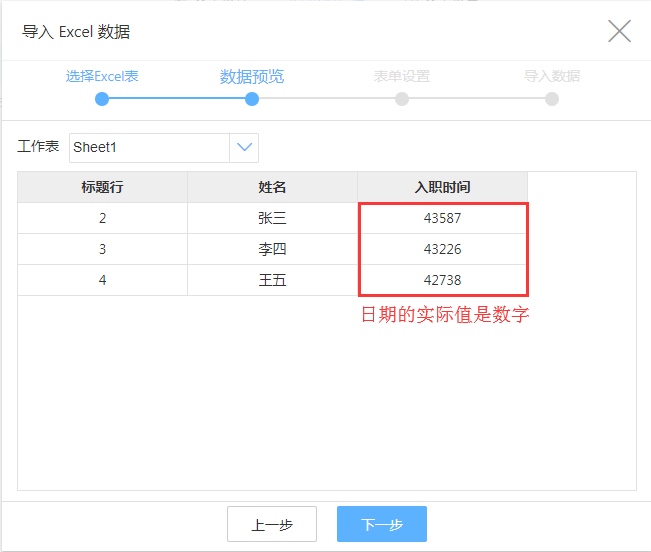 导入 Excel 数据
选择Excel表 数据预览 表单设置 导入数据
工作表 Sheet1
标题行 姓名 入职时间
2 张三 43587
3 李四 43226
4 王五 42738
日期的实际值是数字
上一步 下一步